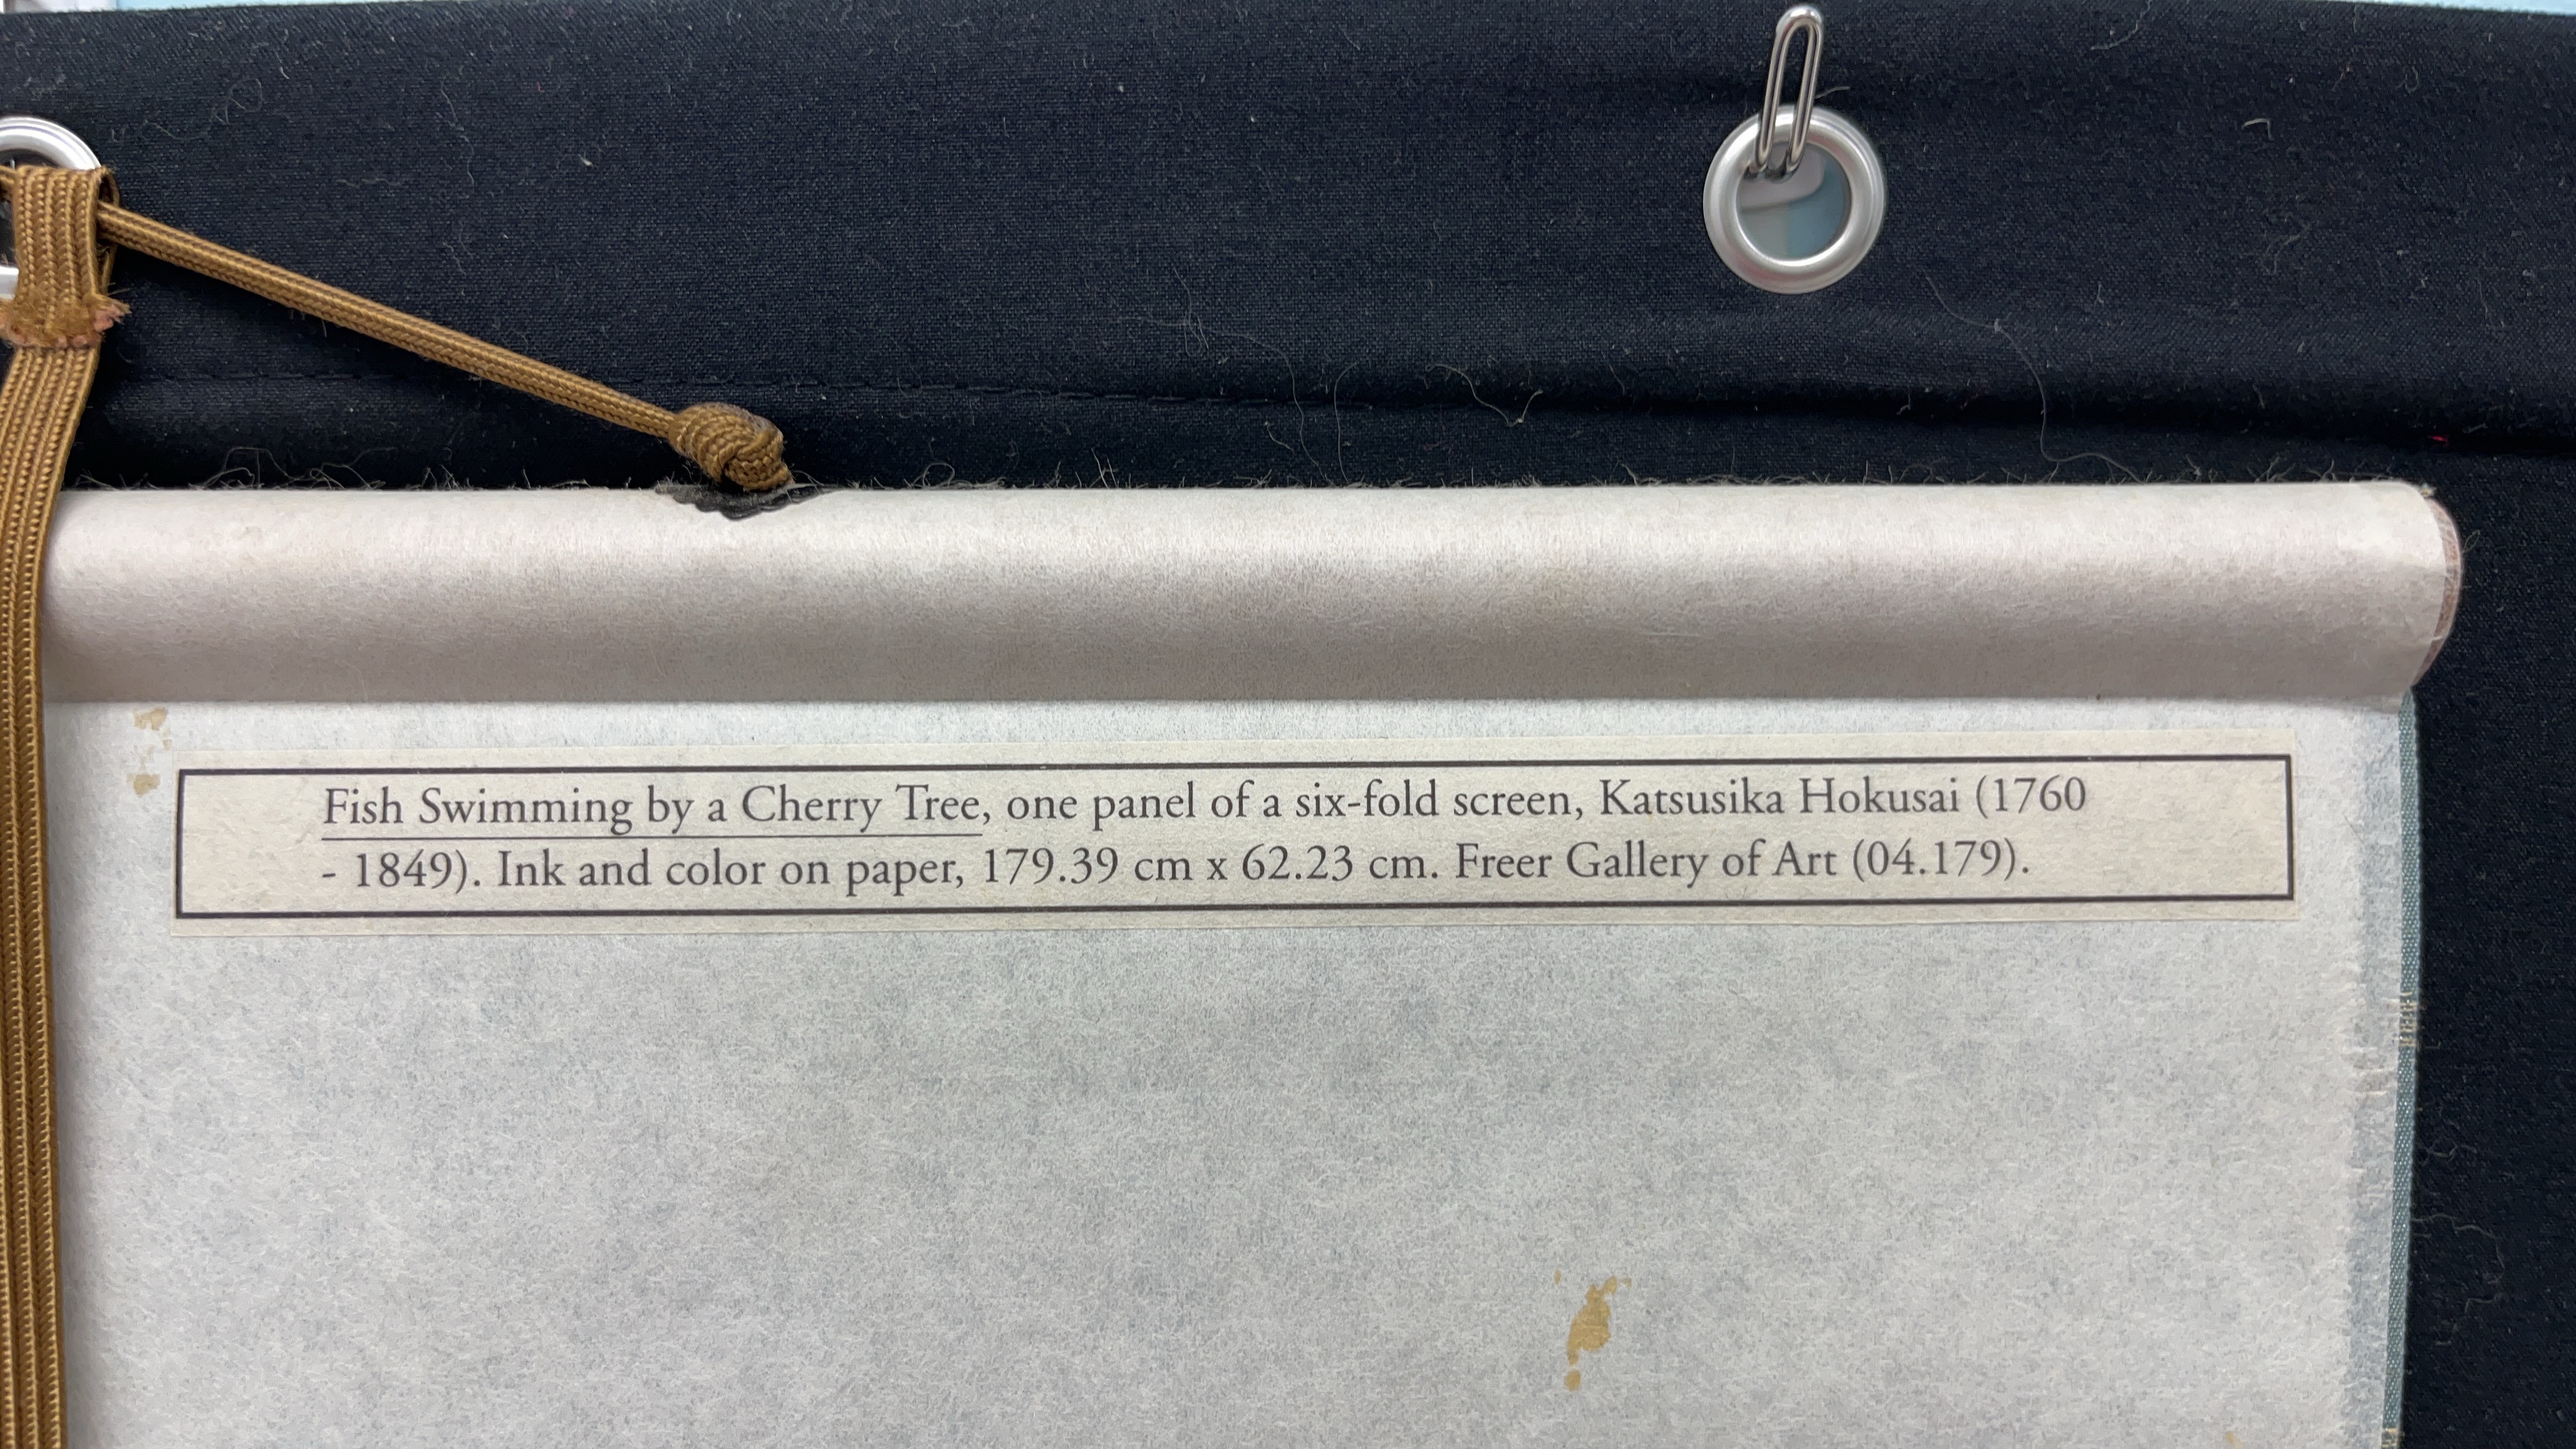 Fish Swimming by a Cherry Tree, one panel of a six-fold screen, Katsusika Hokusai (1760
- 1849). Ink and color on paper, 179.39 cm x 62.23 cm. Freer Gallery of Art (04.179).